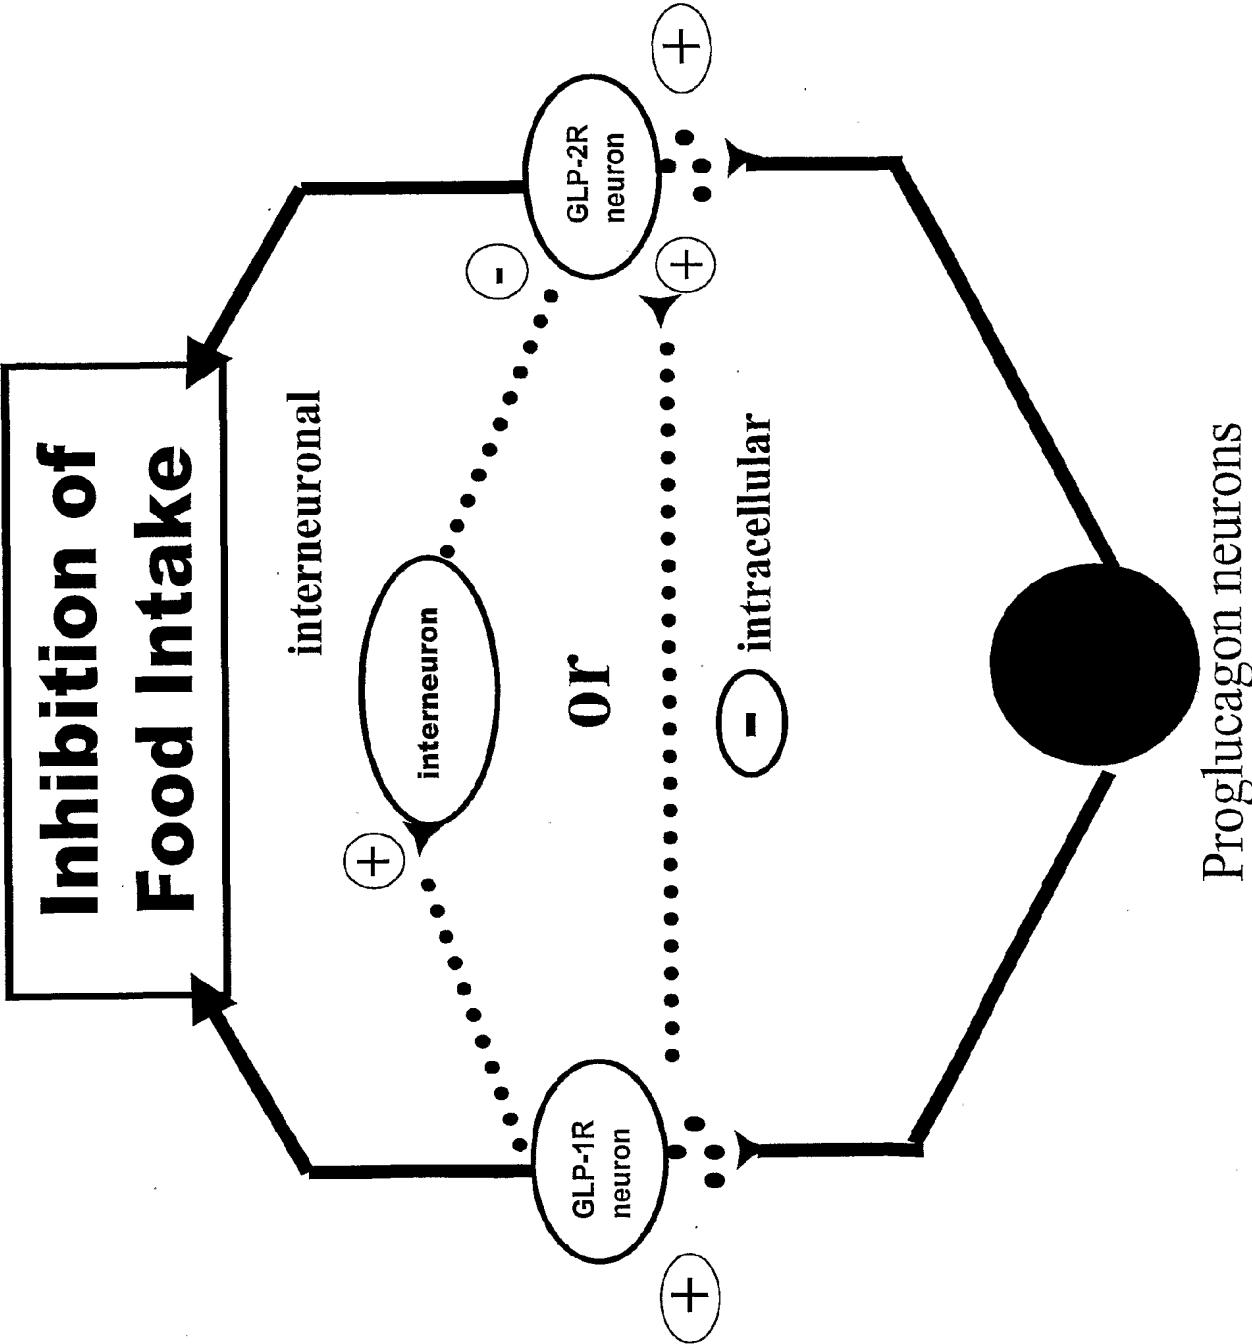 Inhibition of
Food Intake
interneuronal
+
interneuron
-
GLP-1R
neuron
or
GLP-2R
neuron
+
+
+
- intracellular
Proglucagon neurons